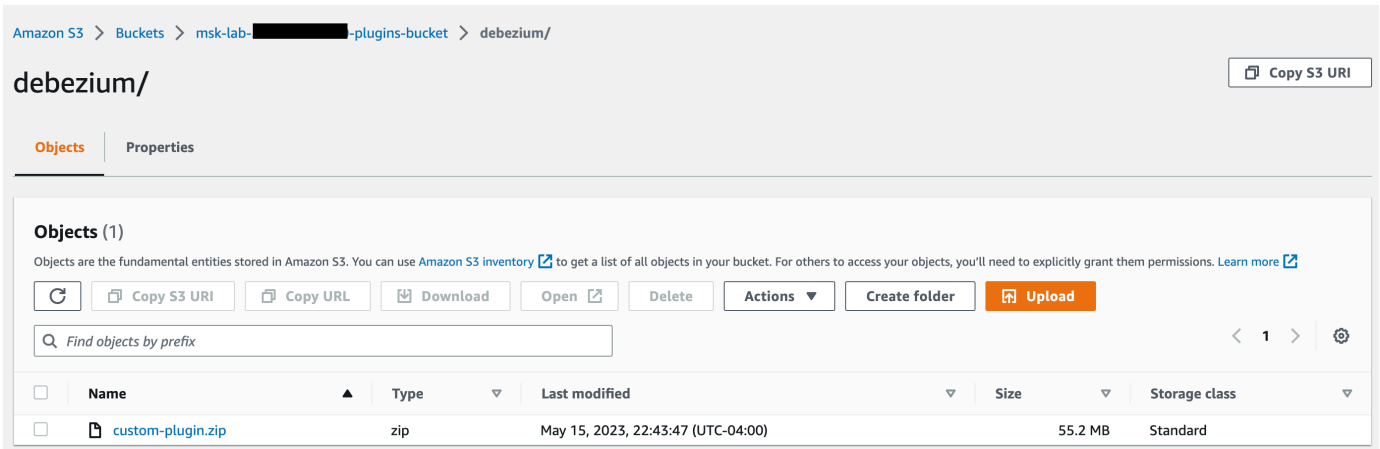 Amazon S3 > Buckets > msk-lab- -plugins-bucket > debezium/
debezium/
Copy S3 URI
Objects Properties
Objects (1)
Objects are the fundamental entities stored in Amazon S3. You can use Amazon S3 inventory to get a list of all objects in your bucket. For others to access your objects, you'll need to explicitly grant them permissions. Learn more
Copy S3 URI Copy URL Download Open Delete Actions Create folder Upload
Find objects by prefix
< 1 >
Name Type Last modified Size Storage class
custom-plugin.zip zip May 15, 2023, 22:43:47 (UTC-04:00) 55.2 MB Standard